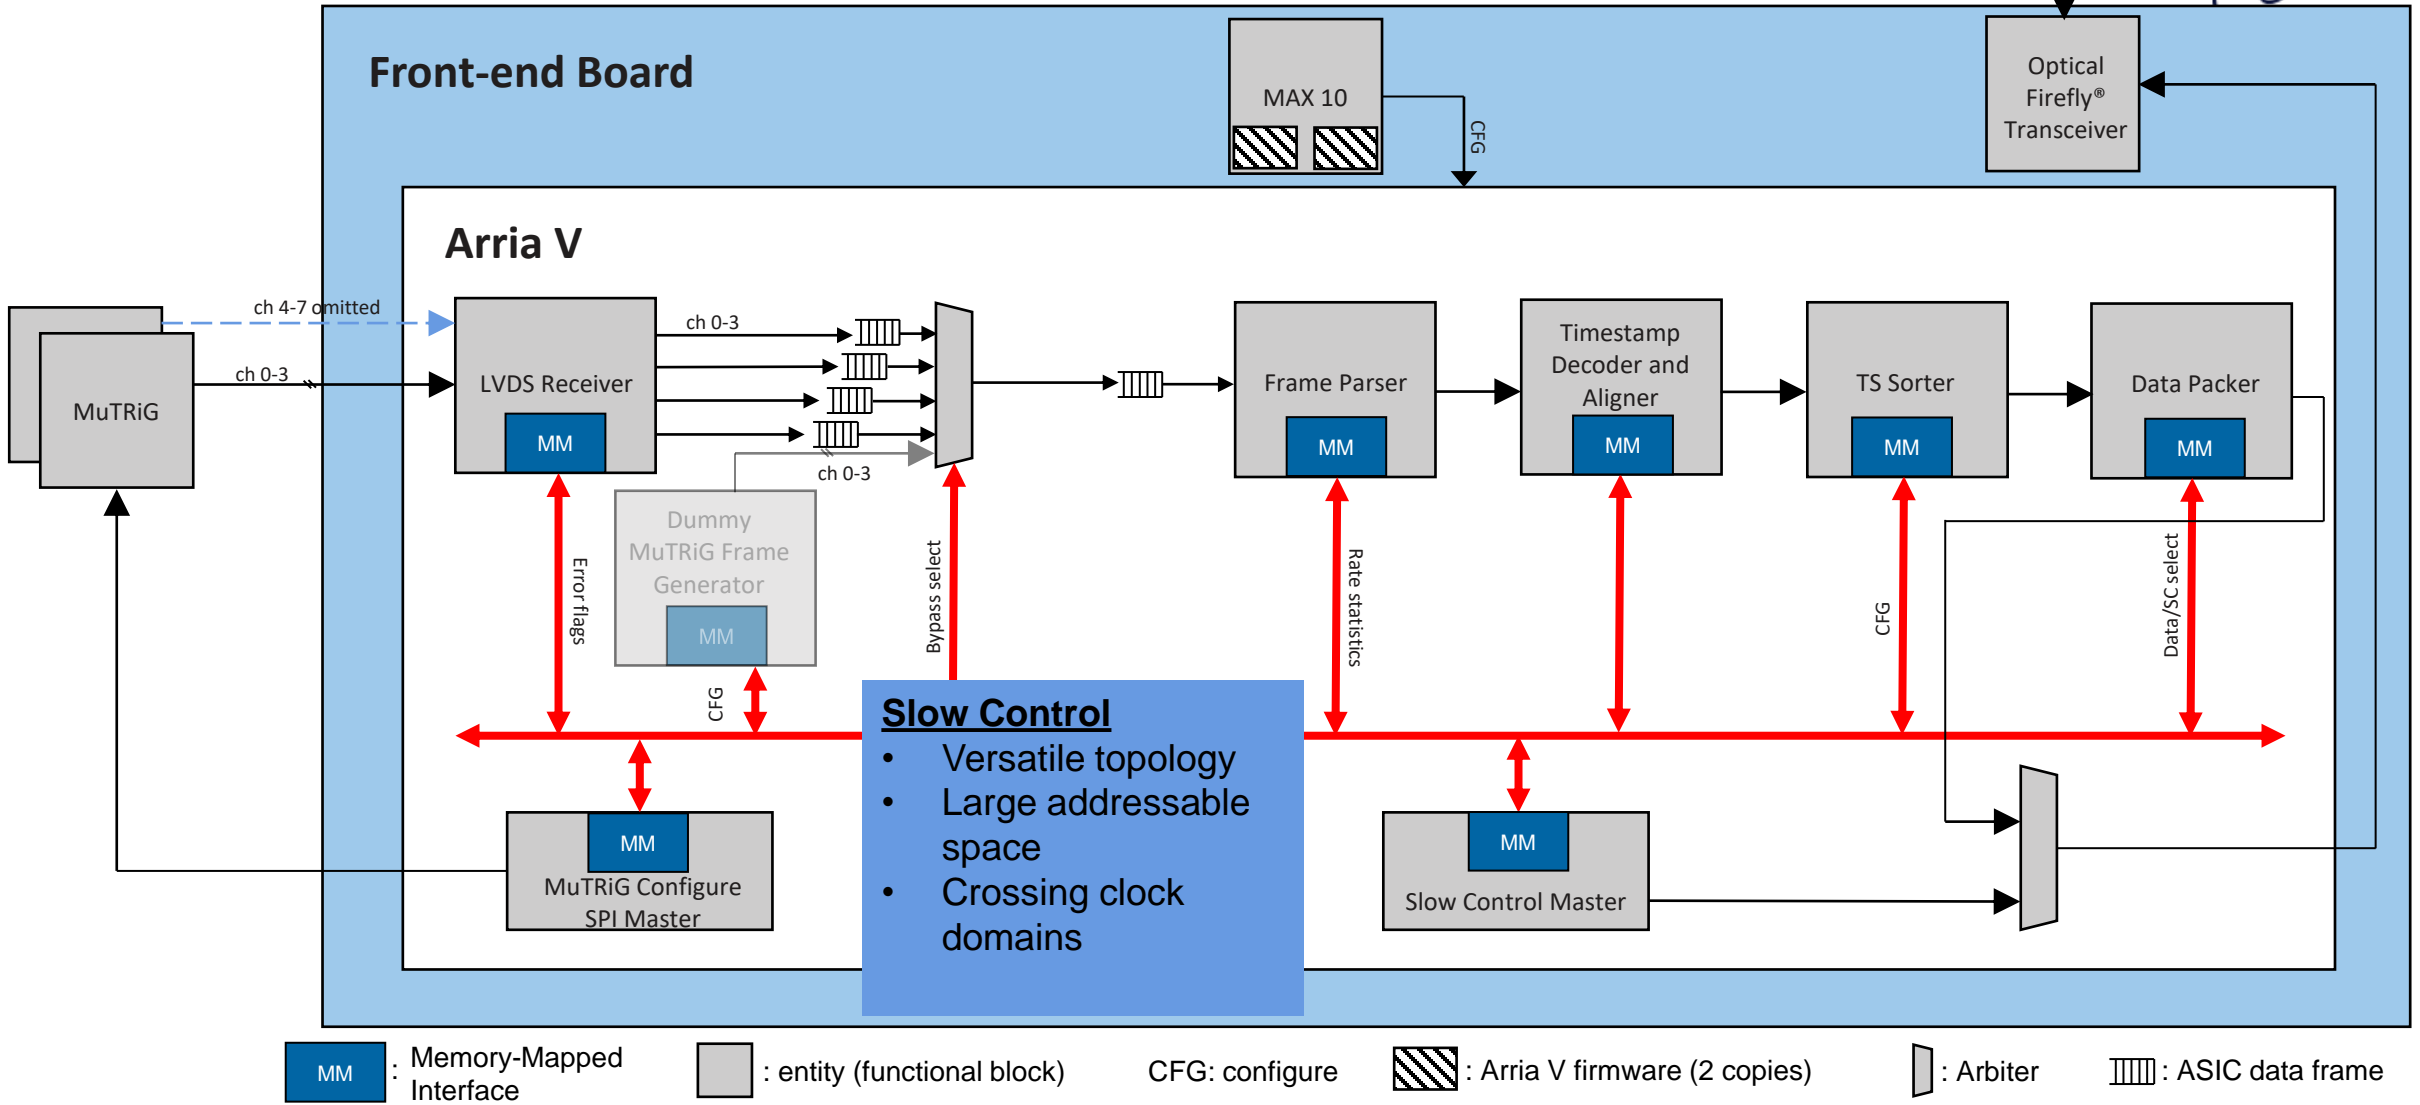 Front-end Board
MAX 10
CFG
Optical
Firefly®
Transceiver
Arria V
ch 4-7 omitted
ch 0-3
MuTRiG
LVDS Receiver
MM
ch 0-3
ch 0-3
Frame Parser
MM
Timestamp
Decoder and
Aligner
MM
TS Sorter
MM
Data Packer
MM
Dummy
MuTRiG Frame
Generator
MM
Error flags
CFG
Bypass select
Rate statistics
CFG
Data/SC select
Slow Control
• Versatile topology
• Large addressable
space
• Crossing clock
domains
MM
MuTRiG Configure
SPI Master
MM
Slow Control Master
MM
: Memory-Mapped
Interface
: entity (functional block)
CFG: configure
: Arria V firmware (2 copies)
: Arbiter
: ASIC data frame